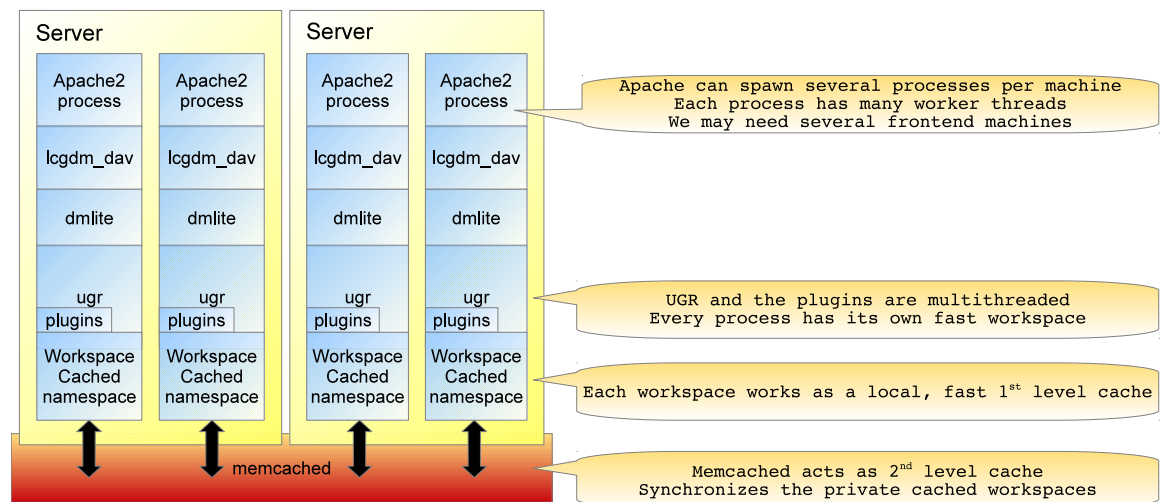 Server
Apache2
process
lcgdm_dav
dmlite
ugr
plugins
Workspace
Cached
namespace
Apache2
process
lcgdm_dav
dmlite
ugr
plugins
Workspace
Cached
namespace
Server
Apache2
process
lcgdm_dav
dmlite
ugr
plugins
Workspace
Cached
namespace
Apache2
process
lcgdm_dav
dmlite
ugr
plugins
Workspace
Cached
namespace
memcached
Apache can spawn several processes per machine
Each process has many worker threads
We may need several frontend machines
UGR and the plugins are multithreaded
Every process has its own fast workspace
Each workspace works as a local, fast 1st level cache
Memcached acts as 2nd level cache
Synchronizes the private cached workspaces